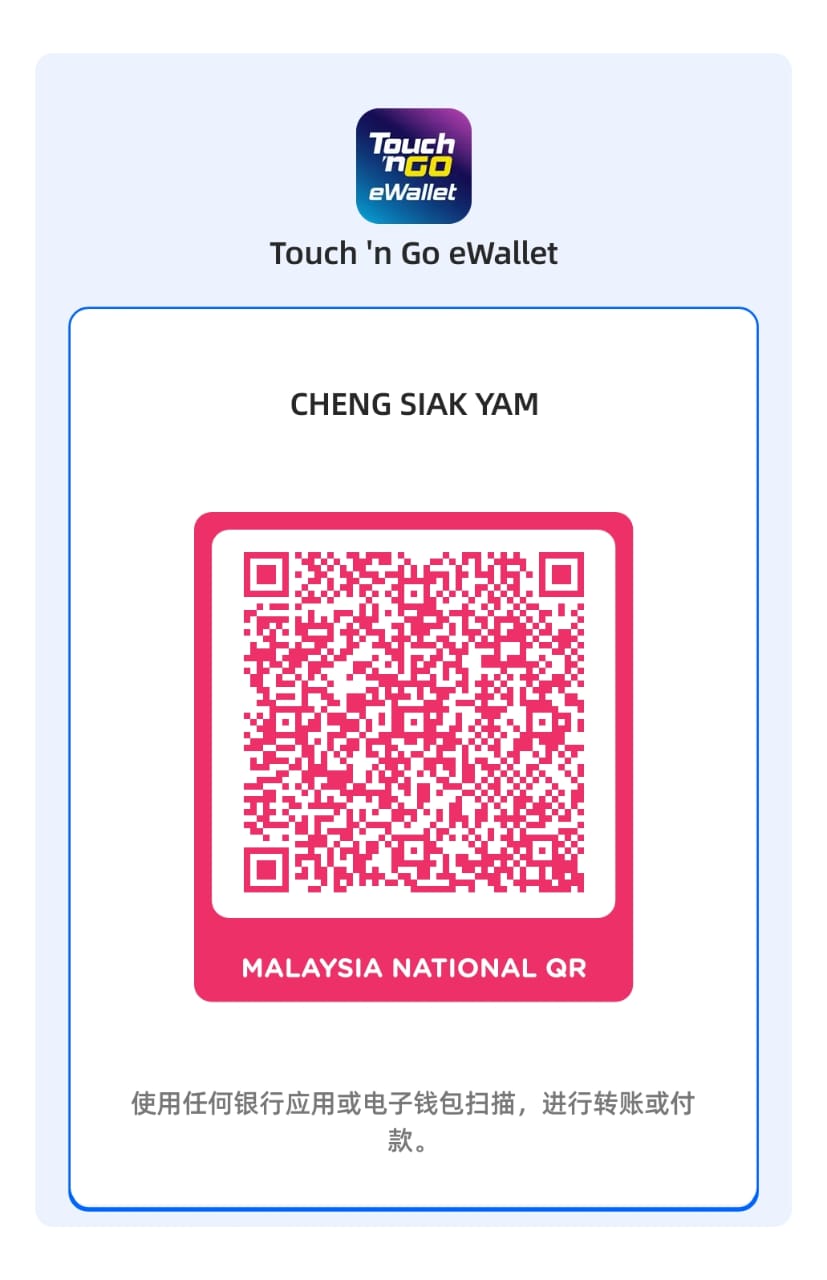 Touch
'nGO
eWallet
Touch 'n Go eWallet
CHENG SIAK YAM
MALAYSIA NATIONAL QR
使用任何银行应用或电子钱包扫描，进行转账或付
款。